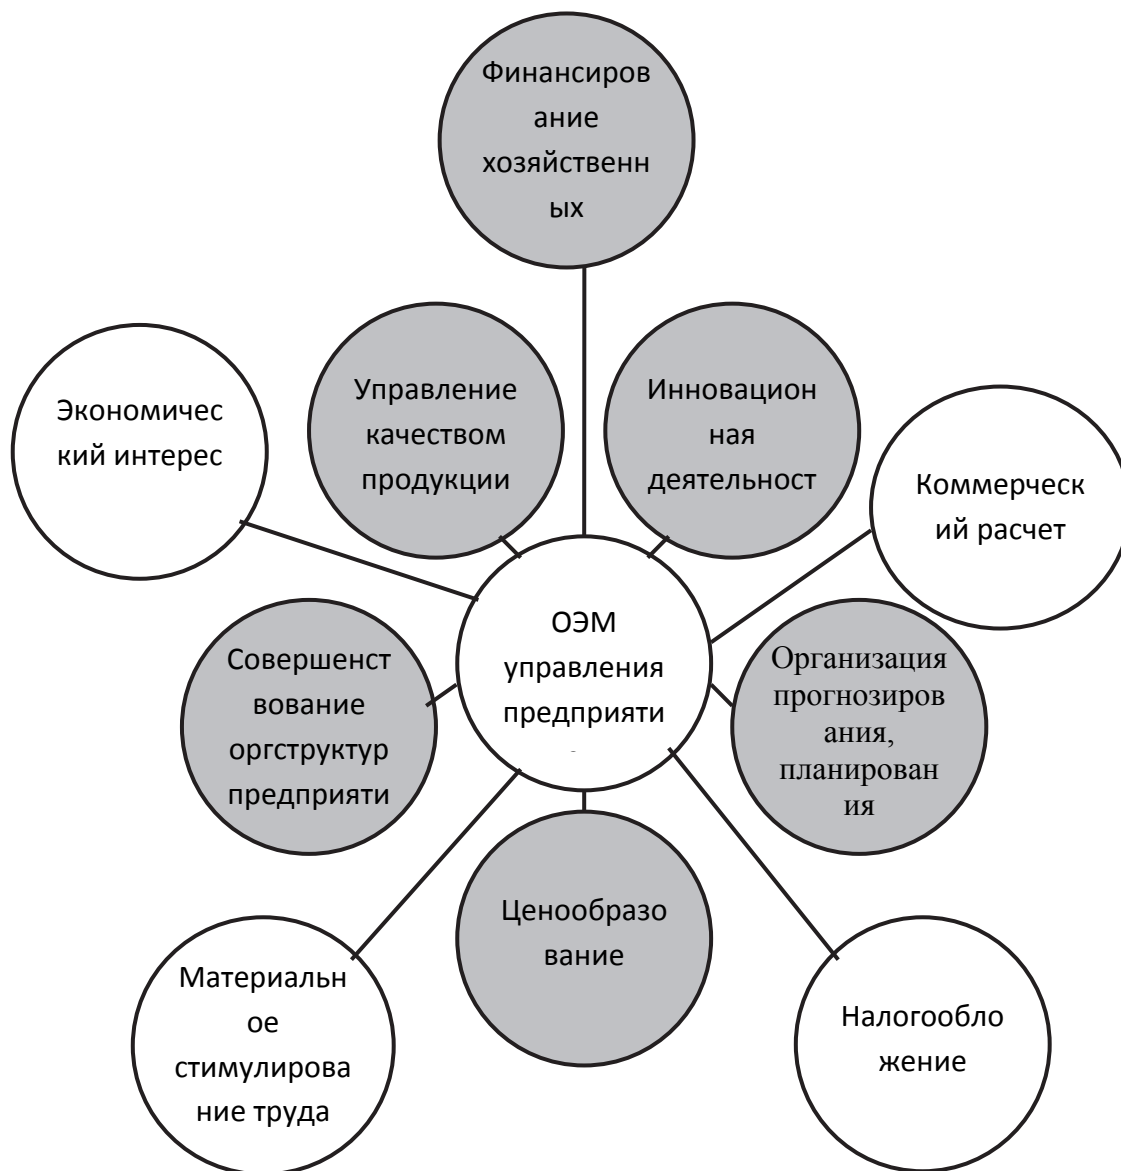 Финансиров
ание
хозяйственн
ых
Экономичес
кий интерес
Управление
качеством
продукции
Инновацион
ная
деятельност
Коммерческ
ий расчет
ОЭМ
управления
предприяти
Совершенст
вование
оргструктур
предприяти
Организация
прогнозиров
ания,
планирован
ия
Ценообразо
вание
Материальн
ое
стимулирова
ние труда
Налогообло
жение